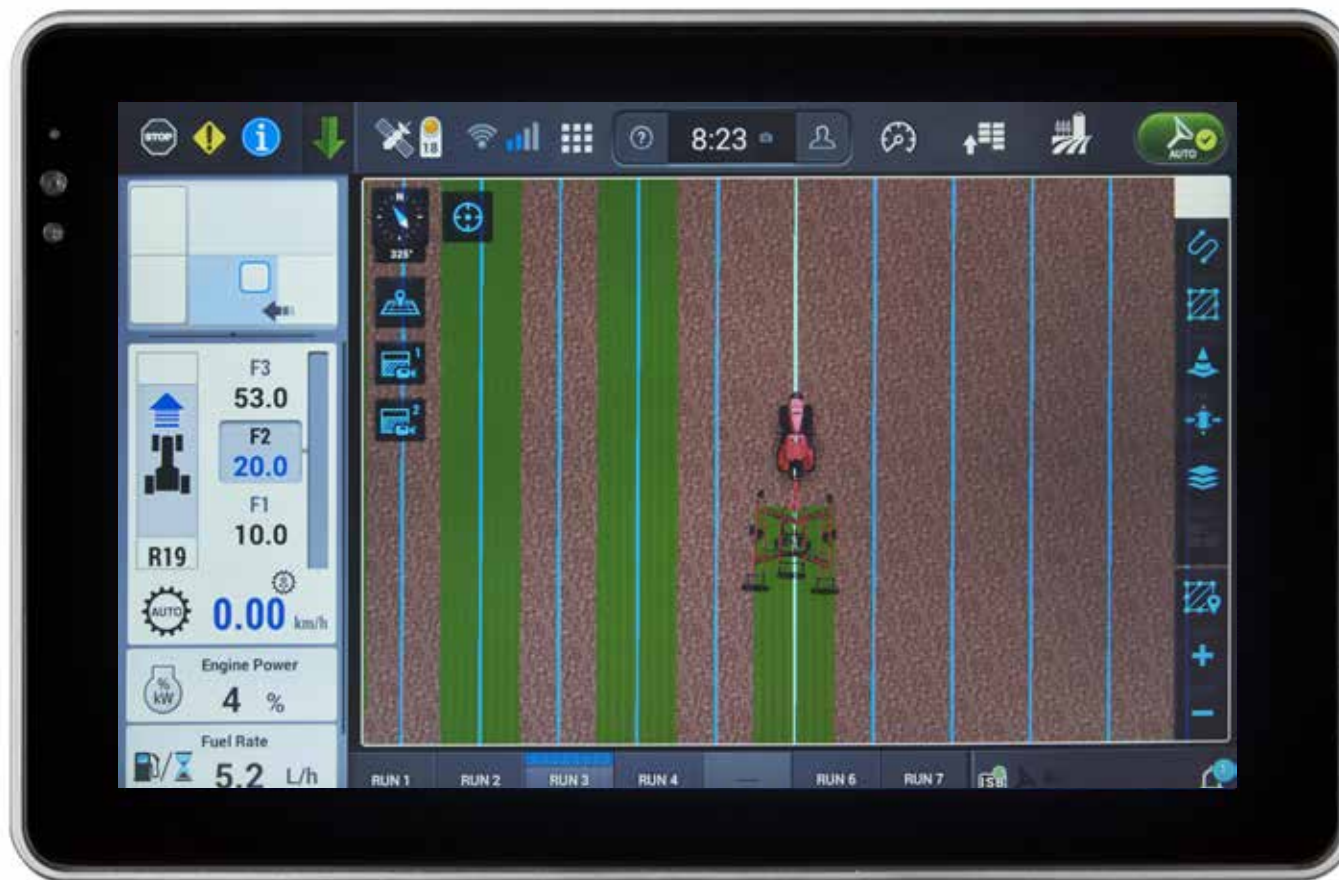 STOP
18
8:23
AUTO
N
325°
1
2
F3
53.0
F2
20.0
F1
10.0
R19
AUTO
0.00 km/h
Engine Power
% kW
4 %
Fuel Rate
5.2 L/h
RUN 1 RUN 2 RUN 3 RUN 4 RUN 6 RUN 7 ISB
1